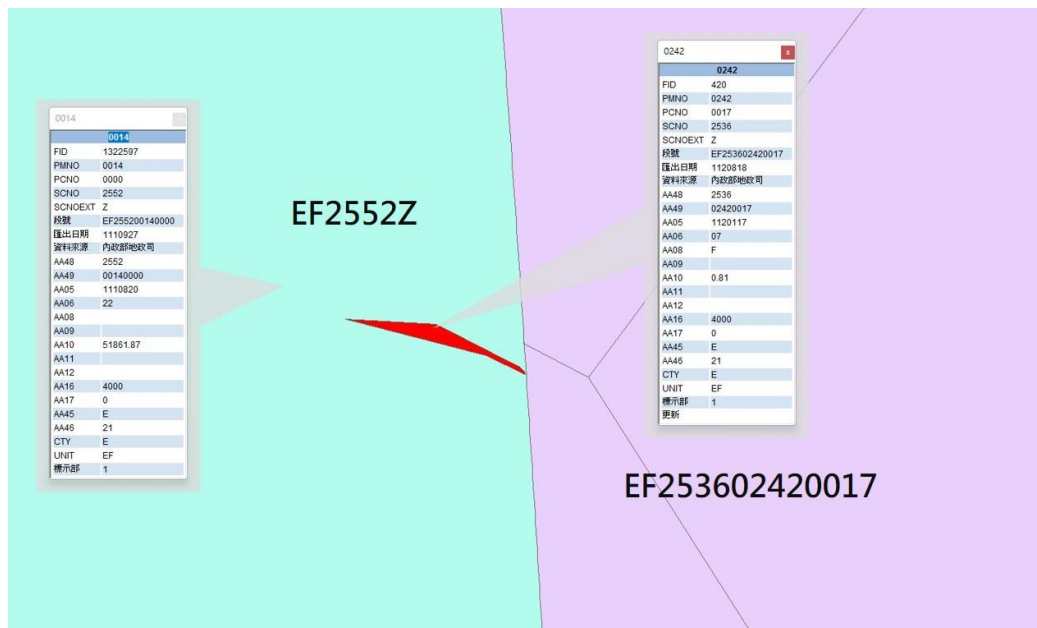 0014
0014
FID 1322597
PMNO 0014
PCNO 0000
SCNO 2552
SCNOEXT Z
段號 EF255200140000
匯出日期 1110927
資料來源 內政部地政司
AA48 2552
AA49 00140000
AA05 1110820
AA06 22
AA08
AA09
AA10 51861.87
AA11
AA12
AA16 4000
AA17 0
AA45 E
AA46 21
CTY E
UNIT EF
標示部 1
EF2552Z
0242
x
0242
FID 420
PMNO 0242
PCNO 0017
SCNO 2536
SCNOEXT Z
段號 EF253602420017
匯出日期 1120818
資料來源 內政部地政司
AA48 2536
AA49 02420017
AA05 1120117
AA06 07
AA08 F
AA09
AA10 0.81
AA11
AA12
AA16 4000
AA17 0
AA45 E
AA46 21
CTY E
UNIT EF
標示部 1
更新
EF253602420017